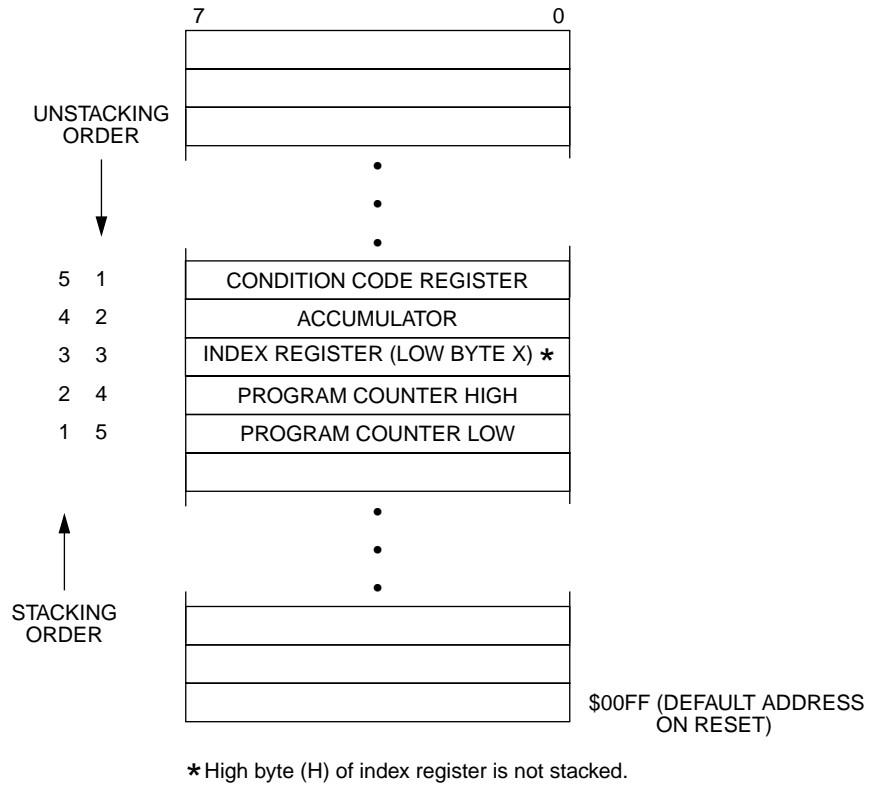 7 0
UNSTACKING
ORDER
5 1 CONDITION CODE REGISTER
4 2 ACCUMULATOR
3 3 INDEX REGISTER (LOW BYTE X) *
2 4 PROGRAM COUNTER HIGH
1 5 PROGRAM COUNTER LOW
STACKING
ORDER
$00FF (DEFAULT ADDRESS
ON RESET)
* High byte (H) of index register is not stacked.